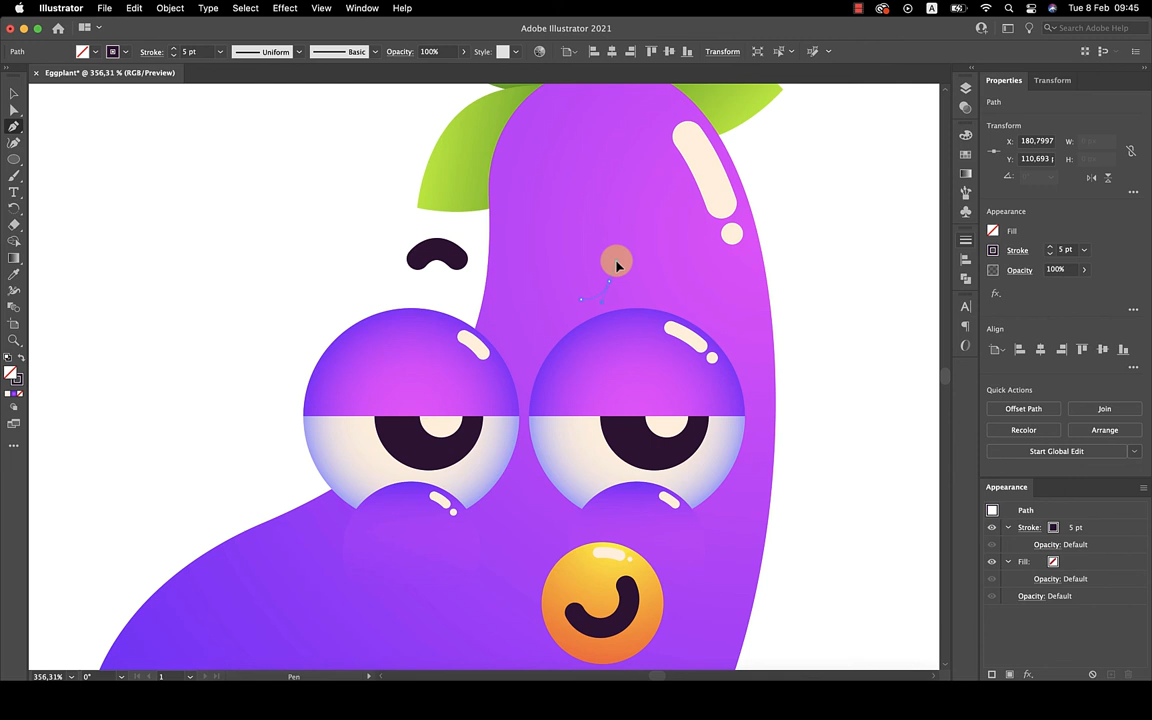 Illustrator File Edit Object Type Select Effect View Window Help
A Tue 8 Feb 09:45
Adobe Illustrator 2021
Search Adobe Help
Path Stroke: 5 pt Uniform Basic Opacity: 100% Style: Transform
× Eggplant* @ 356,31 % (RGB/Preview)
Properties Transform
Path
Transform
X: 180,7997 W:
Y: 110,693 H:
Appearance
Fill
Stroke 5 pt
Opacity 100%
fx.
Align
Quick Actions
Offset Path Join
Recolor Arrange
Start Global Edit
Appearance
Path
Stroke: 5 pt
Opacity: Default
Fill:
Opacity: Default
Opacity: Default
fx.
356,31% 0° 1 Pen